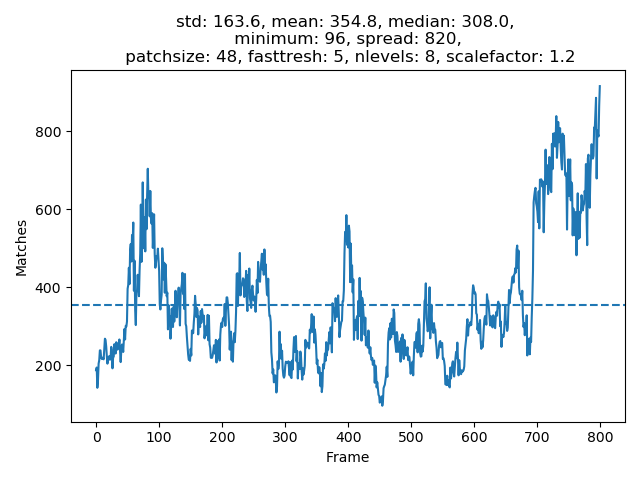 std: 163.6, mean: 354.8, median: 308.0,
minimum: 96, spread: 820,
patchsize: 48, fasttresh: 5, nlevels: 8, scalefactor: 1.2
800
600
400
200
Matches
0 100 200 300 400 500 600 700 800
Frame